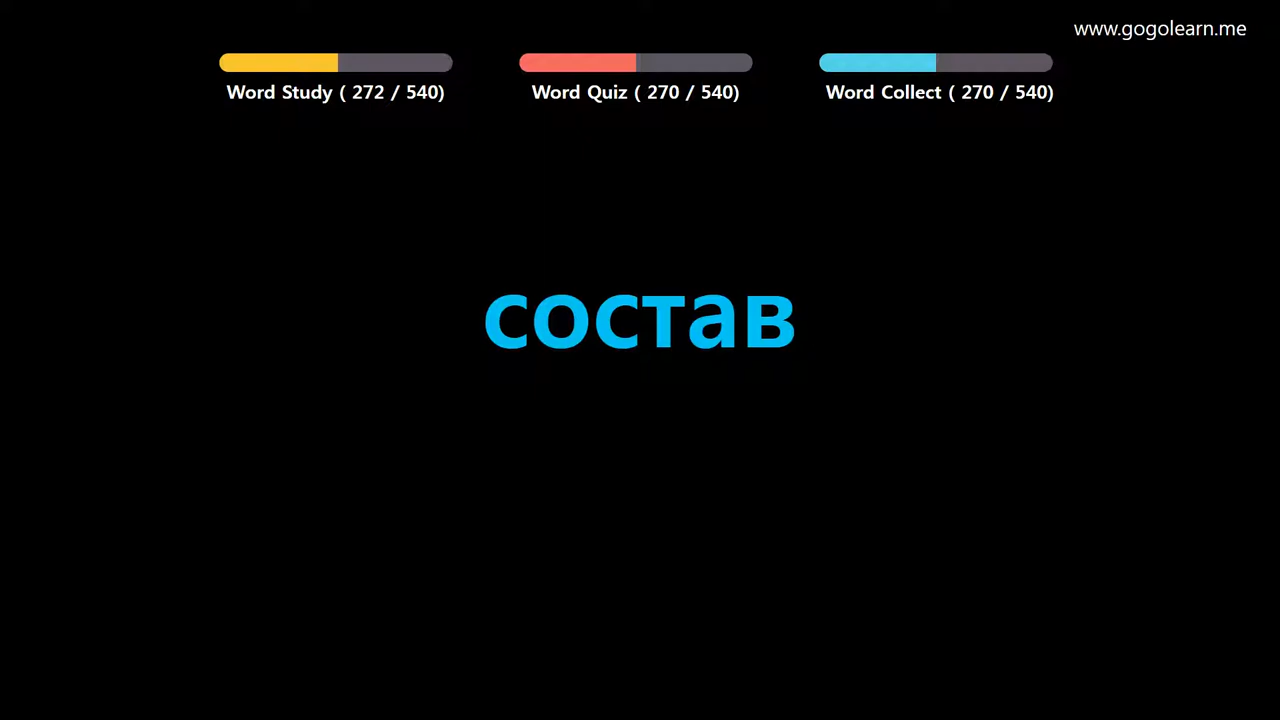 www.gogolearn.me
Word Study ( 272 / 540)
Word Quiz ( 270 / 540)
Word Collect ( 270 / 540)
состав